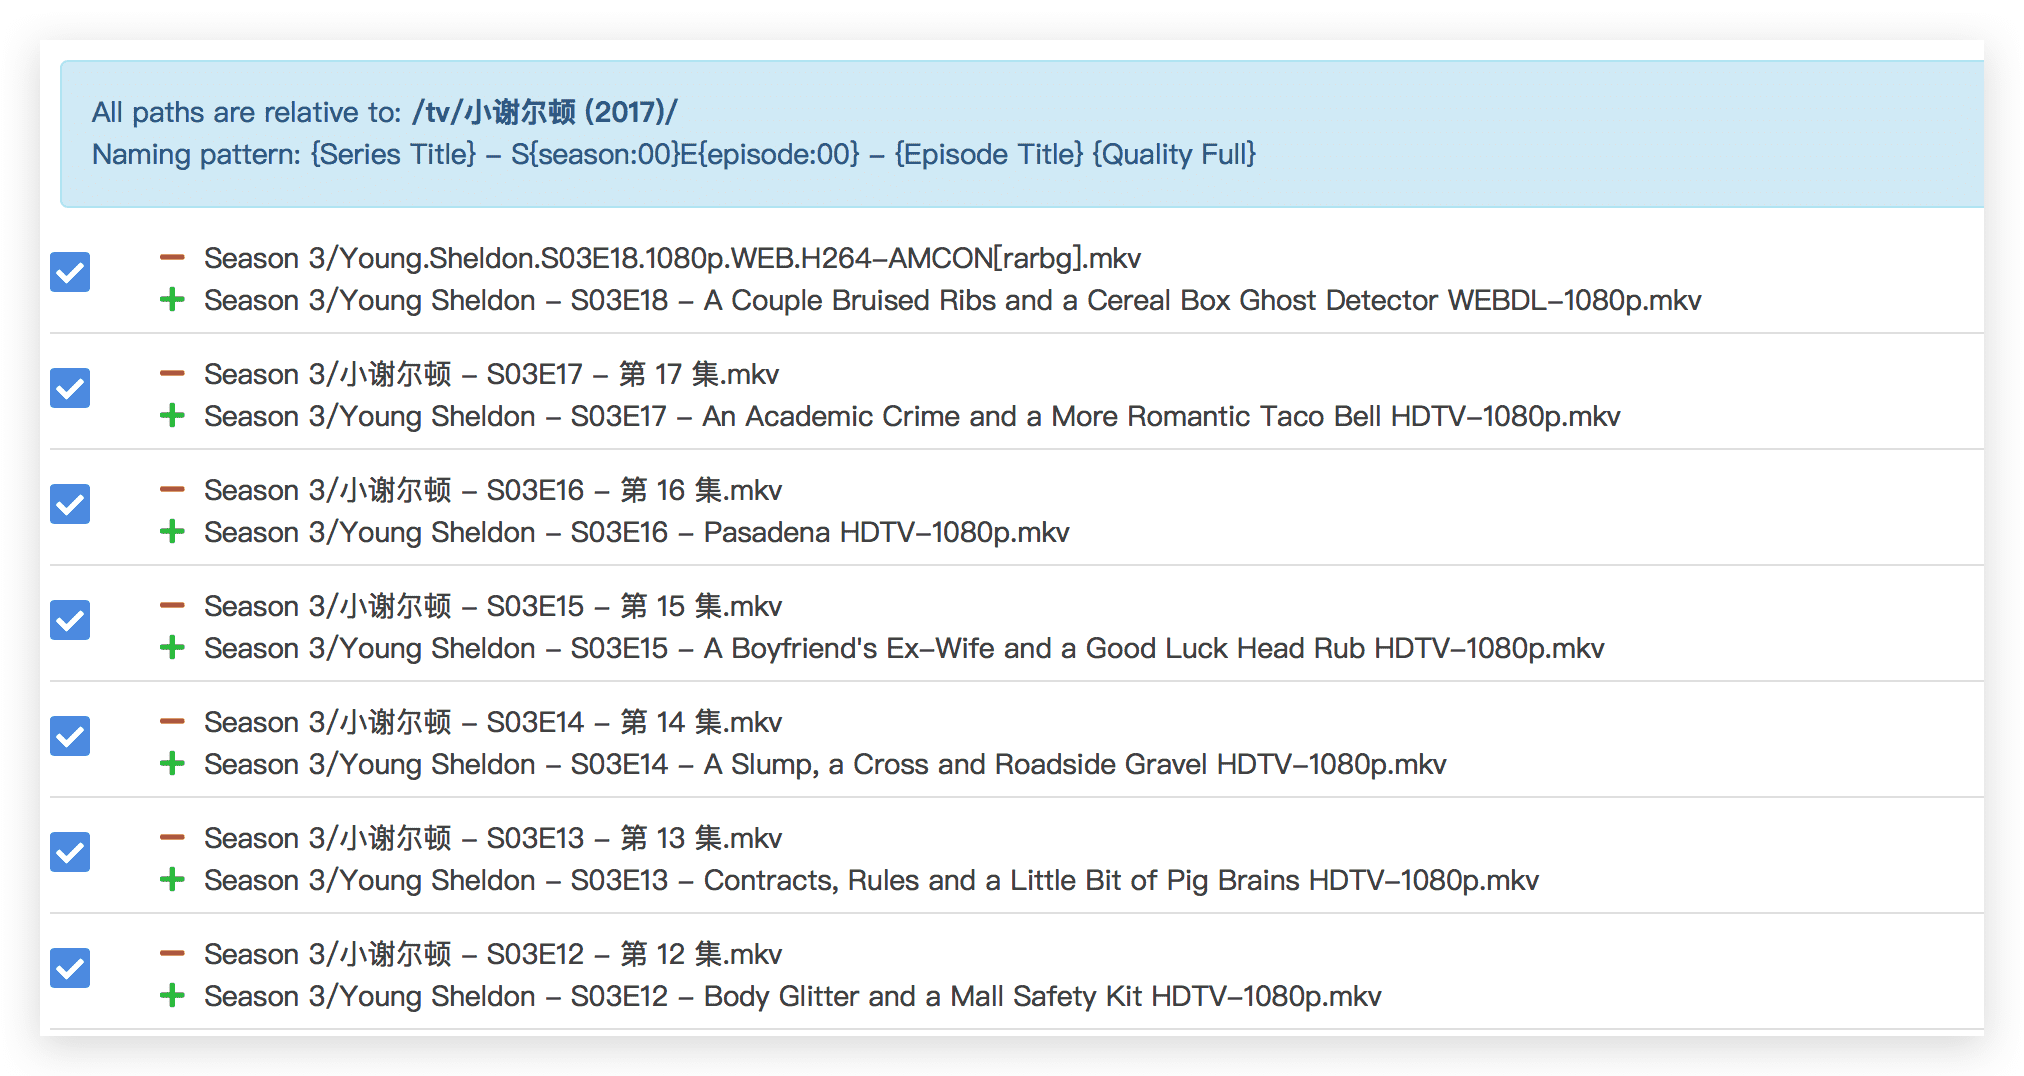 All paths are relative to: /tv/小谢尔顿 (2017)/
Naming pattern: {Series Title} - S{season:00}E{episode:00} - {Episode Title} {Quality Full}
Season 3/Young.Sheldon.S03E18.1080p.WEB.H264-AMCON[rarbg].mkv
Season 3/Young Sheldon - S03E18 - A Couple Bruised Ribs and a Cereal Box Ghost Detector WEBDL-1080p.mkv
Season 3/小谢尔顿 - S03E17 - 第 17 集.mkv
Season 3/Young Sheldon - S03E17 - An Academic Crime and a More Romantic Taco Bell HDTV-1080p.mkv
Season 3/小谢尔顿 - S03E16 - 第 16 集.mkv
Season 3/Young Sheldon - S03E16 - Pasadena HDTV-1080p.mkv
Season 3/小谢尔顿 - S03E15 - 第 15 集.mkv
Season 3/Young Sheldon - S03E15 - A Boyfriend's Ex-Wife and a Good Luck Head Rub HDTV-1080p.mkv
Season 3/小谢尔顿 - S03E14 - 第 14 集.mkv
Season 3/Young Sheldon - S03E14 - A Slump, a Cross and Roadside Gravel HDTV-1080p.mkv
Season 3/小谢尔顿 - S03E13 - 第 13 集.mkv
Season 3/Young Sheldon - S03E13 - Contracts, Rules and a Little Bit of Pig Brains HDTV-1080p.mkv
Season 3/小谢尔顿 - S03E12 - 第 12 集.mkv
Season 3/Young Sheldon - S03E12 - Body Glitter and a Mall Safety Kit HDTV-1080p.mkv